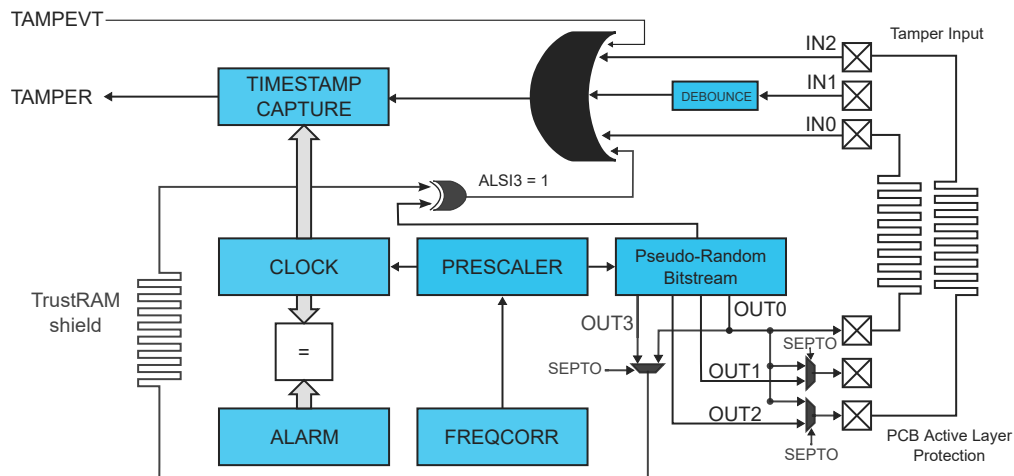 TAMPEVT
Tamper Input
IN2
TIMESTAMP
CAPTURE
TAMPER
DEBOUNCE
IN1
IN0
ALSI3 = 1
CLOCK
PRESCALER
Pseudo-Random
Bitstream
TrustRAM
shield
OUT3
OUT0
SEPTO
=
SEPTO
OUT1
OUT2
ALARM
FREQCORR
SEPTO
PCB Active Layer
Protection